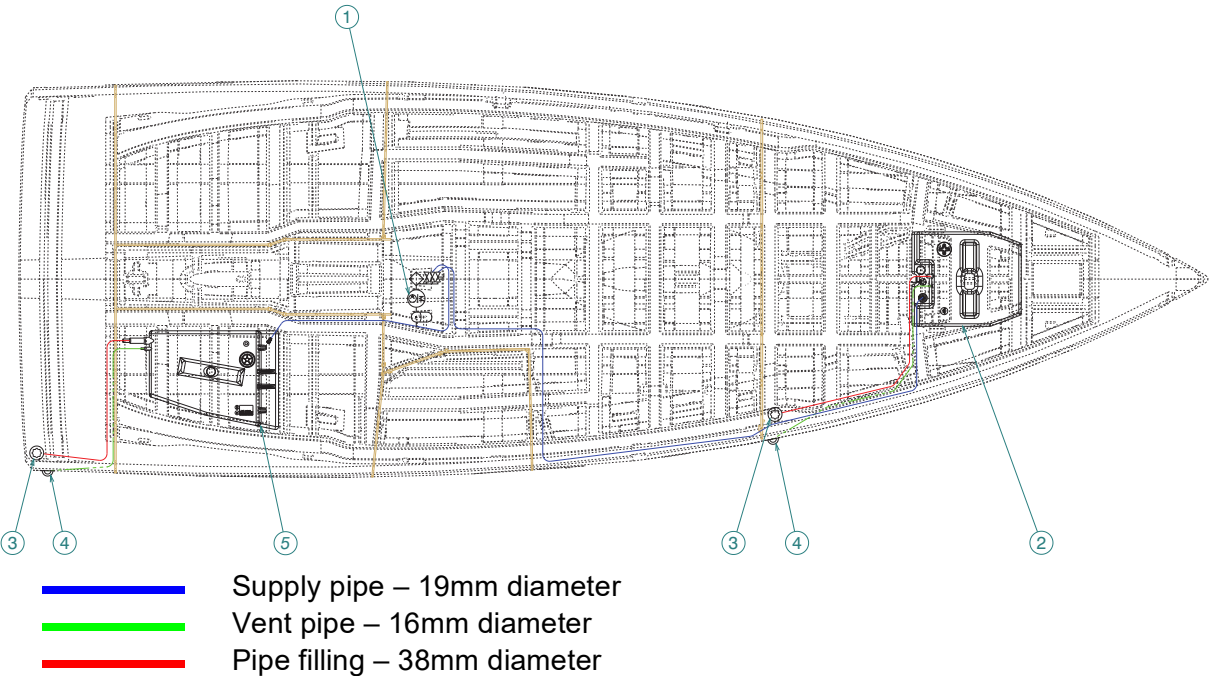 1
3
4
5
3
4
2
Supply pipe – 19mm diameter
Vent pipe – 16mm diameter
Pipe filling – 38mm diameter